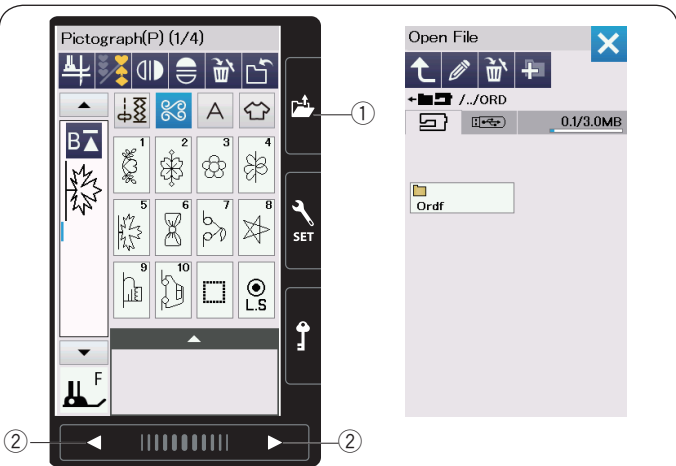 Pictograph(P) (1/4)
B
1 2 3 4
5 6 7 8
9 10
L.S
F
SET
①
② ②
Open File
/../ORD
0.1/3.0MB
Ordf
A